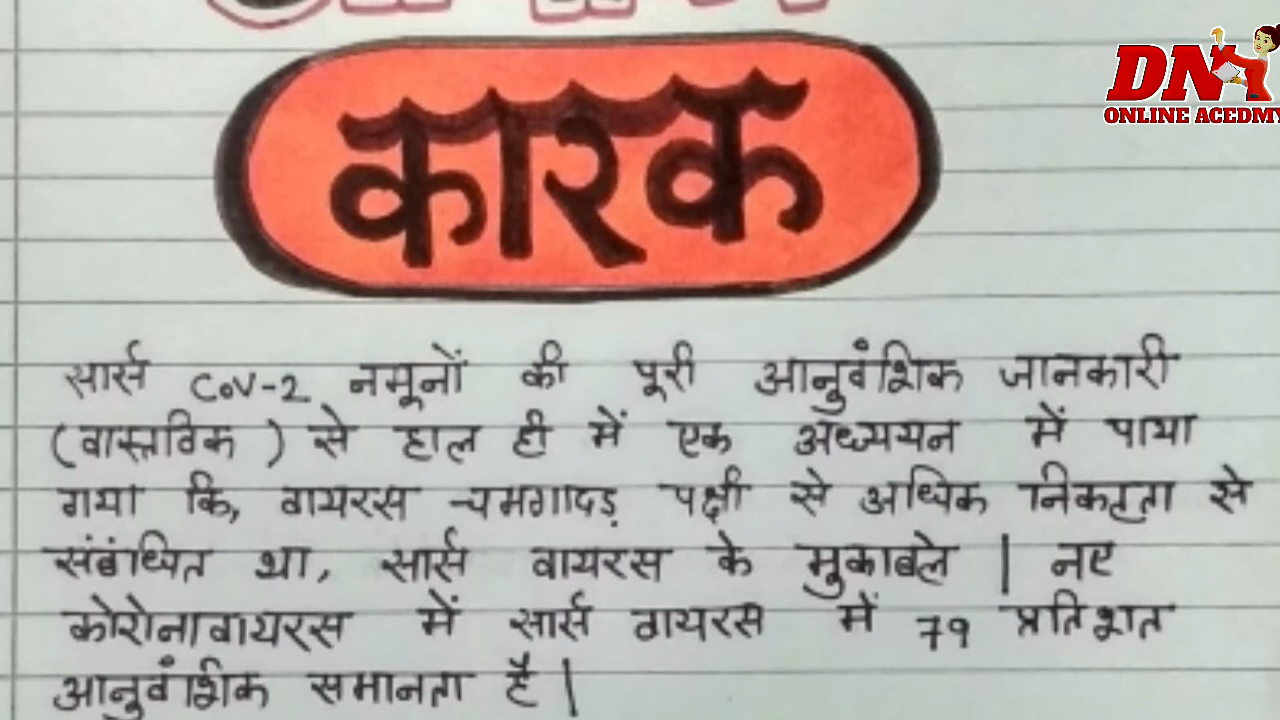 DN
ONLINE ACEDMY
कारक
सार्स CoV-2 नमूनों की पूरी आनुवंशिक जानकारी
(वास्तविक) से हाल ही में एक अध्ययन में पाया
गया कि, वायरस चमगादड़ पक्षी से अधिक निकटता से
संबंधित था, सार्स वायरस के मुकाबले | नए
कोरोनावायरस में सार्स वायरस में 79 प्रतिशत
आनुवंशिक समानता है |